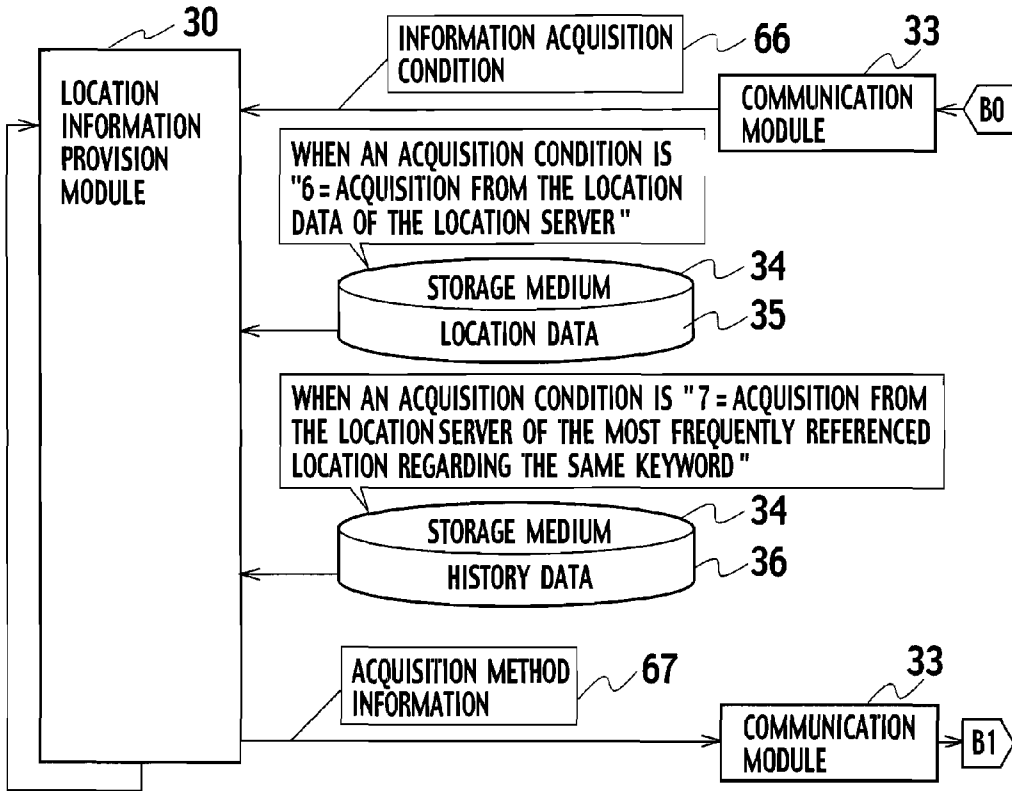 30
LOCATION
INFORMATION
PROVISION
MODULE
INFORMATION ACQUISITION
CONDITION
66
33
COMMUNICATION
MODULE
B0
WHEN AN ACQUISITION CONDITION IS
"6 = ACQUISITION FROM THE LOCATION
DATA OF THE LOCATION SERVER"
34
STORAGE MEDIUM
LOCATION DATA
35
WHEN AN ACQUISITION CONDITION IS "7 = ACQUISITION FROM
THE LOCATION SERVER OF THE MOST FREQUENTLY REFERENCED
LOCATION REGARDING THE SAME KEYWORD"
34
STORAGE MEDIUM
HISTORY DATA
36
ACQUISITION METHOD
INFORMATION
67
33
COMMUNICATION
MODULE
B1